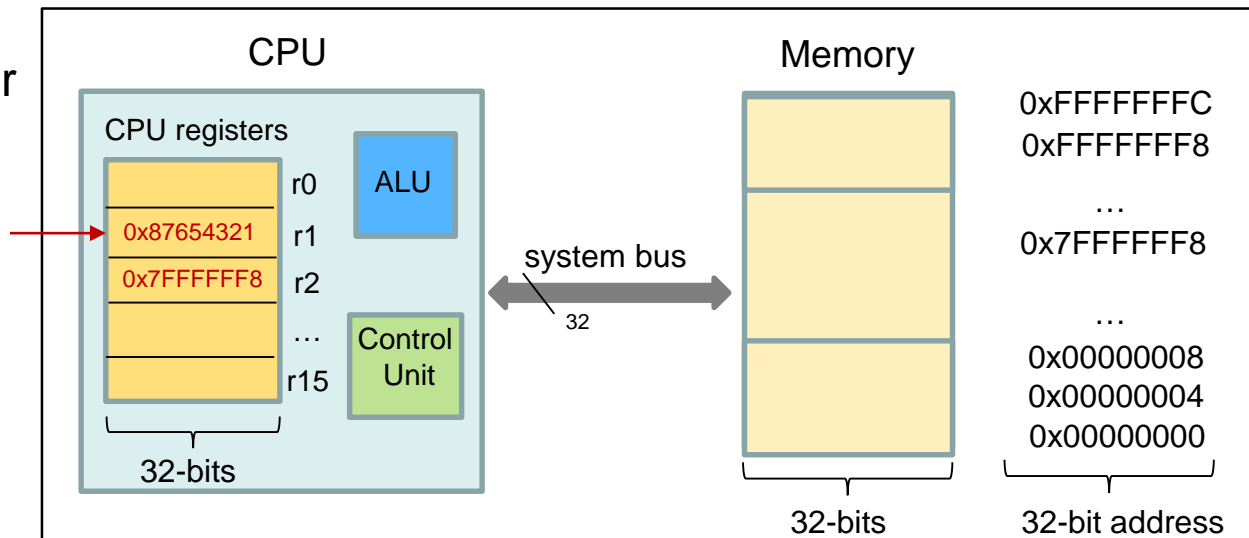 r
CPU
Memory
CPU registers
r0
0x87654321
r1
0x7FFFFFF8
r2
…
r15
32-bits
ALU
Control
Unit
system bus
32
0xFFFFFFFC
0xFFFFFFF8
…
0x7FFFFFF8
…
0x00000008
0x00000004
0x00000000
32-bits
32-bit address